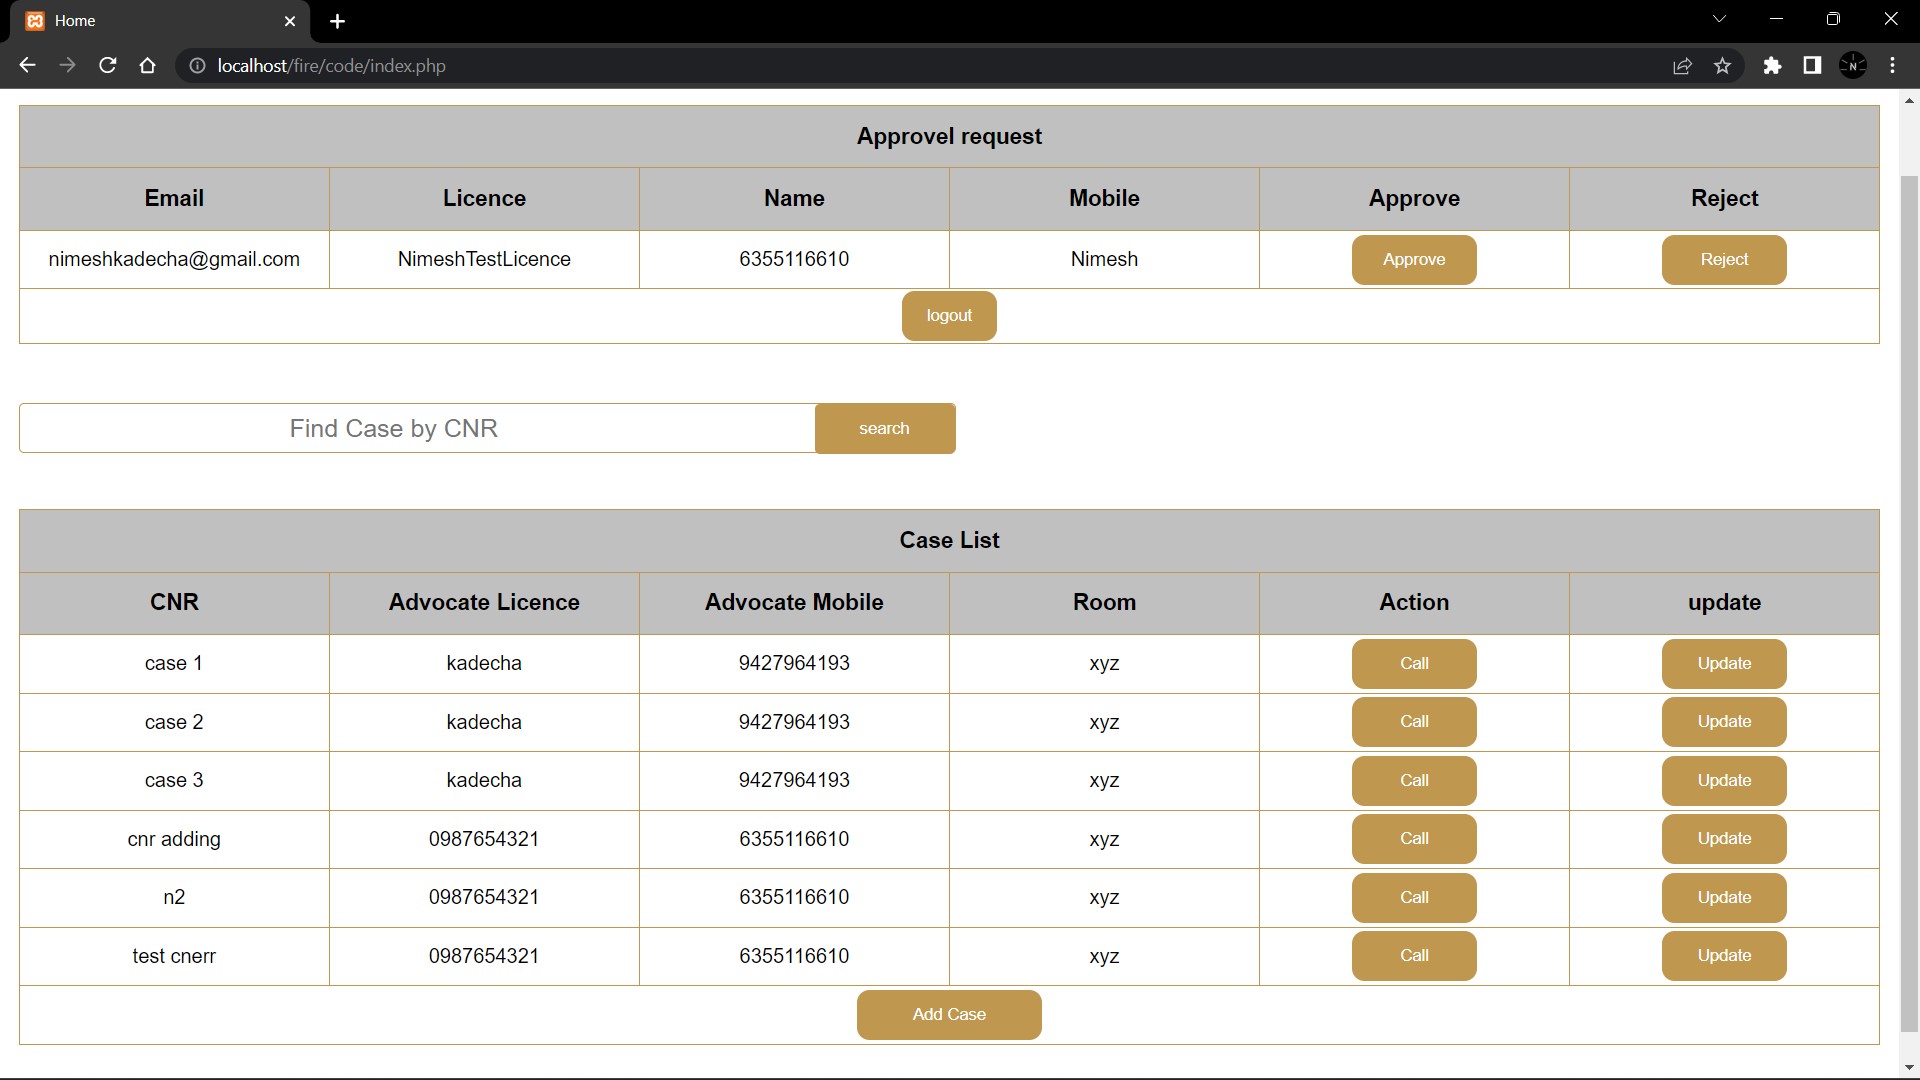 Home
localhost/fire/code/index.php
N
Approvel request
Email Licence Name Mobile Approve Reject
nimeshkadecha@gmail.com NimeshTestLicence 6355116610 Nimesh Approve Reject
logout
Find Case by CNR search
Case List
CNR Advocate Licence Advocate Mobile Room Action update
case 1 kadecha 9427964193 xyz Call Update
case 2 kadecha 9427964193 xyz Call Update
case 3 kadecha 9427964193 xyz Call Update
cnr adding 0987654321 6355116610 xyz Call Update
n2 0987654321 6355116610 xyz Call Update
test cnerr 0987654321 6355116610 xyz Call Update
Add Case